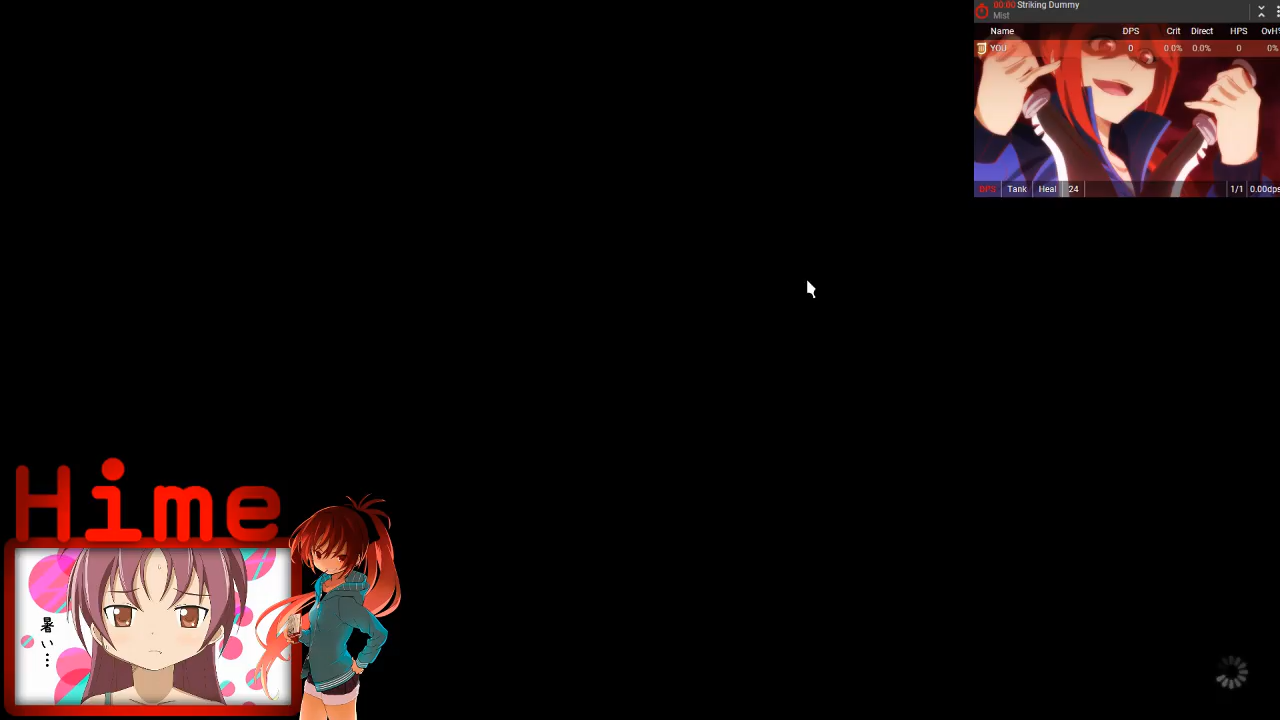 00:00 Striking Dummy
Mist
Name DPS Crit Direct HPS OvH%
YOU 0 0.0% 0.0% 0 0%
DPS Tank Heal 24 1/1 0.00dps
Hime
暑い…